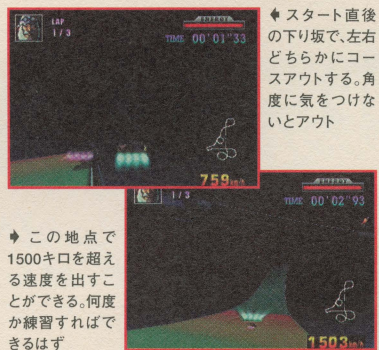 LAP
1/3
ENERGY
TIME 00'01"33
759km/h
♦ スタート直後
の下り坂で、左右
どちらかにコー
スアウトする。角
度に気をつけな
いとアウト
1/3
ENERGY
TIME 00'02"93
1503km/h
♦ この地点で
1500キロを超え
る速度を出すこ
とができる。何度
か練習すればで
きるはず